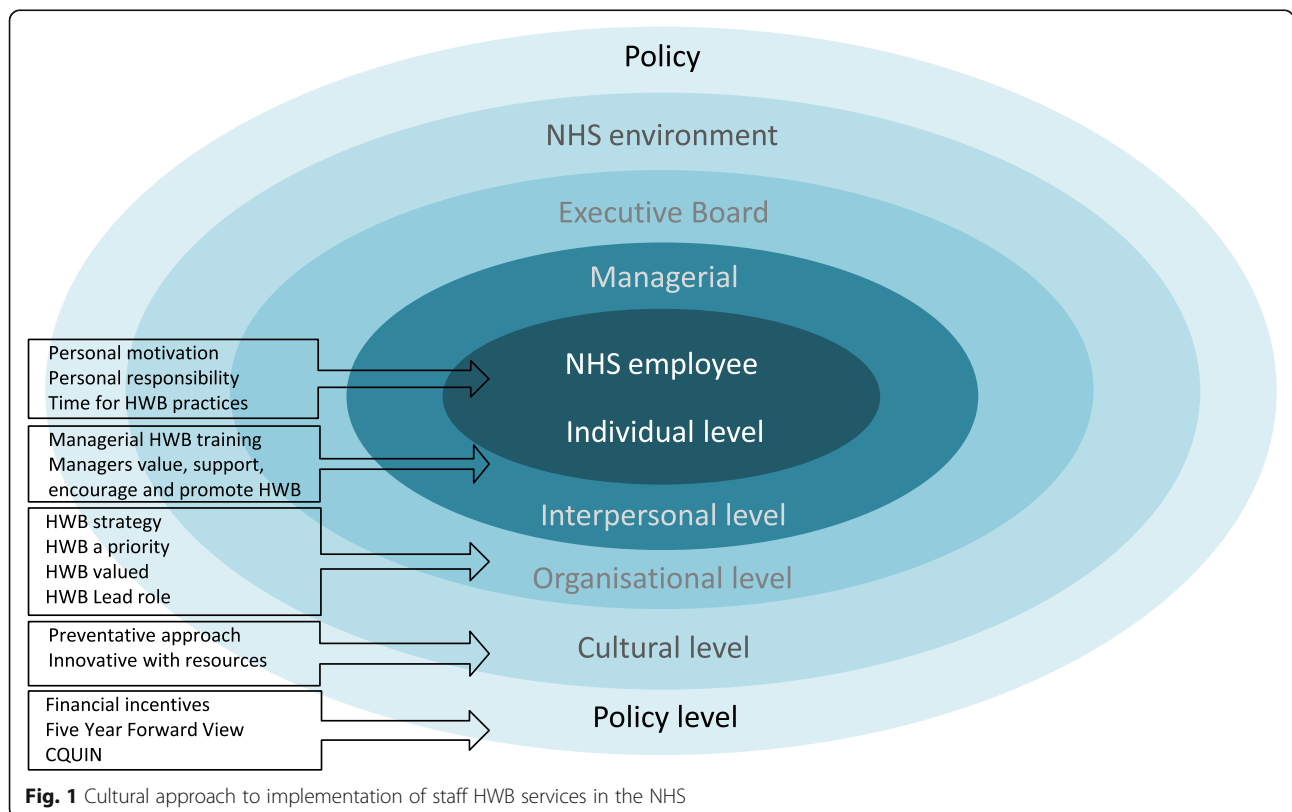 Policy
NHS environment
Executive Board
Managerial
NHS employee
Individual level
Interpersonal level
Organisational level
Cultural level
Policy level
Personal motivation
Personal responsibility
Time for HWB practices
Managerial HWB training
Managers value, support,
encourage and promote HWB
HWB strategy
HWB a priority
HWB valued
HWB Lead role
Preventative approach
Innovative with resources
Financial incentives
Five Year Forward View
CQUIN
Fig. 1 Cultural approach to implementation of staff HWB services in the NHS